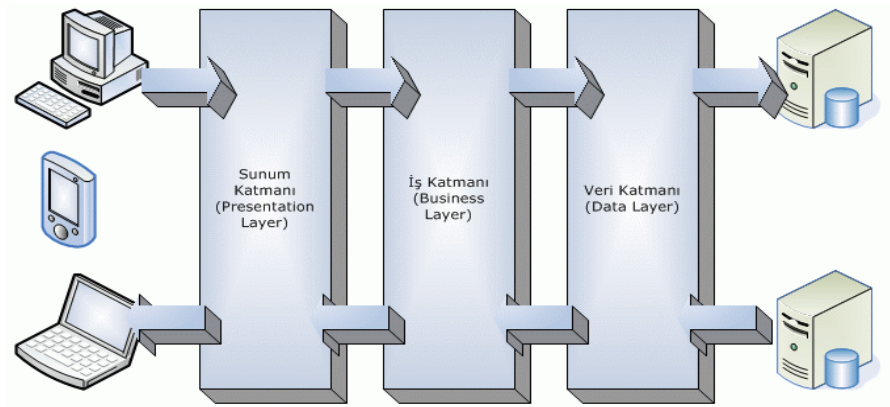 Sunum
Katmanı
(Presentation
Layer)
İş Katmanı
(Business
Layer)
Veri Katmanı
(Data Layer)